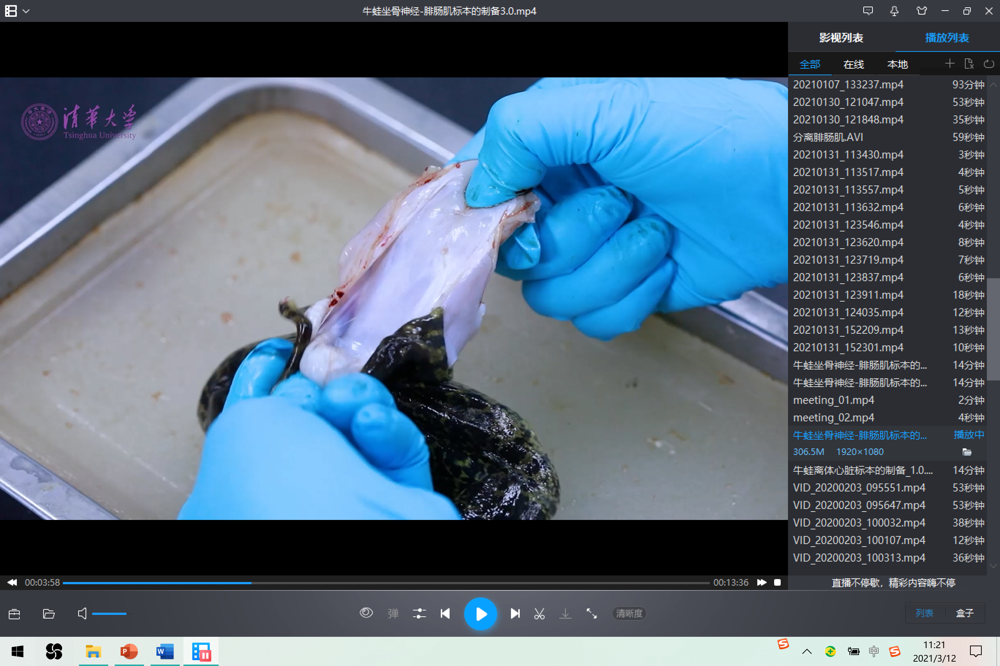 牛蛙坐骨神经-腓肠肌标本的制备3.0.mp4
影视列表 播放列表
全部 在线 本地
清華大学
Tsinghua University
20210107_133237.mp4 93分钟
20210130_121047.mp4 53秒钟
20210130_121848.mp4 35秒钟
分离腓肠肌.AVI 59秒钟
20210131_113430.mp4 3秒钟
20210131_113517.mp4 4秒钟
20210131_113557.mp4 5秒钟
20210131_113632.mp4 6秒钟
20210131_123546.mp4 4秒钟
20210131_123620.mp4 8秒钟
20210131_123719.mp4 7秒钟
20210131_123837.mp4 6秒钟
20210131_123911.mp4 18秒钟
20210131_124035.mp4 12秒钟
20210131_152209.mp4 13秒钟
20210131_152301.mp4 10秒钟
牛蛙坐骨神经-腓肠肌标本的... 14分钟
牛蛙坐骨神经-腓肠肌标本的... 14分钟
meeting_01.mp4 2分钟
meeting_02.mp4 4秒钟
牛蛙坐骨神经-腓肠肌标本的... 播放中
306.5M 1920×1080
牛蛙离体心脏标本的制备_1.0.... 14分钟
VID_20200203_095551.mp4 53秒钟
VID_20200203_095647.mp4 53秒钟
VID_20200203_100032.mp4 38秒钟
VID_20200203_100107.mp4 12秒钟
VID_20200203_100313.mp4 36秒钟
00:03:58 00:13:36
直播不停歇，精彩内容嗨不停
弹 清晰度 列表 盒子
P W S 中 S
11:21
2021/3/12